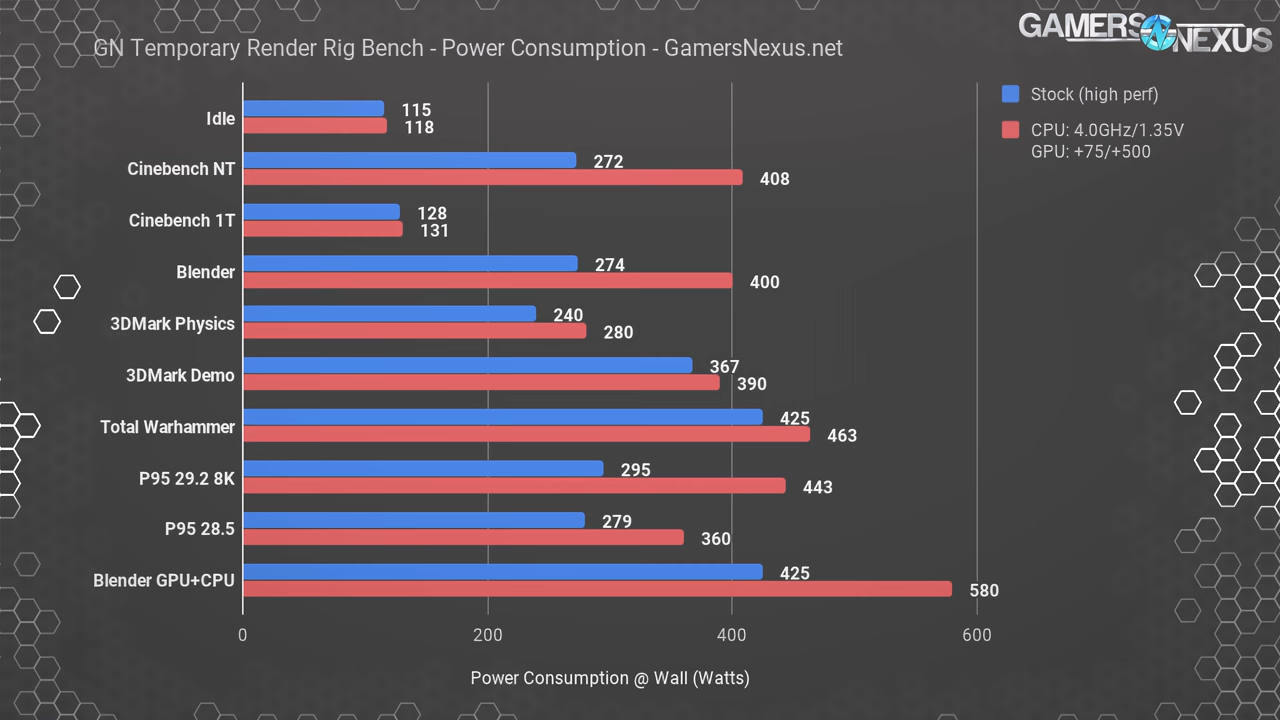 GN Temporary Render Rig Bench - Power Consumption - GamersNexus.net
GAMERS NEXUS
Stock (high perf)
CPU: 4.0GHz/1.35V
GPU: +75/+500
Idle
115
118
Cinebench NT
272
408
Cinebench 1T
128
131
Blender
274
400
3DMark Physics
240
280
3DMark Demo
367
390
Total Warhammer
425
463
P95 29.2 8K
295
443
P95 28.5
279
360
Blender GPU+CPU
425
580
0 200 400 600
Power Consumption @ Wall (Watts)